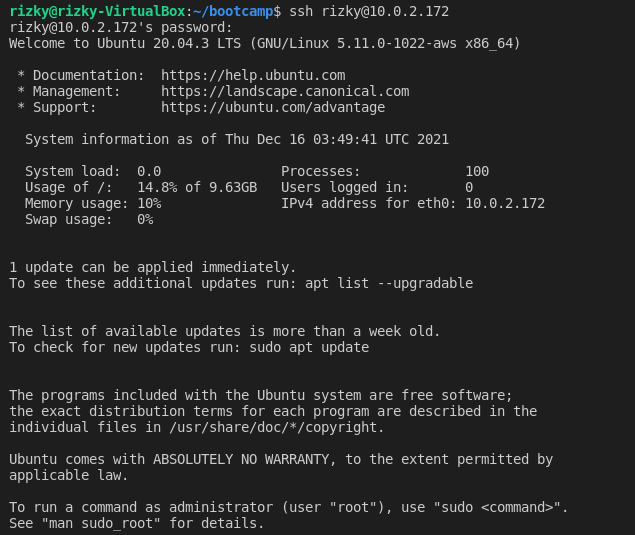 rizky@rizky-VirtualBox:~/bootcamp$ ssh rizky@10.0.2.172
rizky@10.0.2.172's password:
Welcome to Ubuntu 20.04.3 LTS (GNU/Linux 5.11.0-1022-aws x86_64)
* Documentation: https://help.ubuntu.com
* Management: https://landscape.canonical.com
* Support: https://ubuntu.com/advantage
System information as of Thu Dec 16 03:49:41 UTC 2021
System load: 0.0 Processes: 100
Usage of /: 14.8% of 9.63GB Users logged in: 0
Memory usage: 10% IPv4 address for eth0: 10.0.2.172
Swap usage: 0%
1 update can be applied immediately.
To see these additional updates run: apt list --upgradable
The list of available updates is more than a week old.
To check for new updates run: sudo apt update
The programs included with the Ubuntu system are free software;
the exact distribution terms for each program are described in the
individual files in /usr/share/doc/*/copyright.
Ubuntu comes with ABSOLUTELY NO WARRANTY, to the extent permitted by
applicable law.
To run a command as administrator (user "root"), use "sudo <command>".
See "man sudo_root" for details.